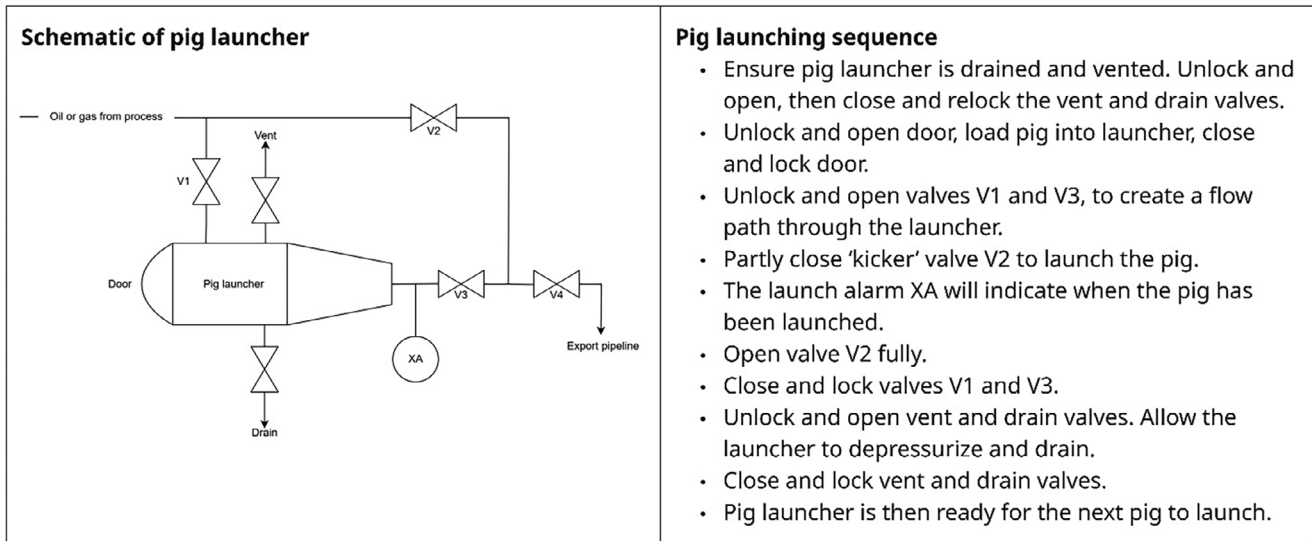 Schematic of pig launcher
Oil or gas from process
Vent
V2
V1
Door
Pig launcher
V3
V4
XA
Export pipeline
Drain
Pig launching sequence
• Ensure pig launcher is drained and vented. Unlock and
open, then close and relock the vent and drain valves.
• Unlock and open door, load pig into launcher, close
and lock door.
• Unlock and open valves V1 and V3, to create a flow
path through the launcher.
• Partly close ‘kicker’ valve V2 to launch the pig.
• The launch alarm XA will indicate when the pig has
been launched.
• Open valve V2 fully.
• Close and lock valves V1 and V3.
• Unlock and open vent and drain valves. Allow the
launcher to depressurize and drain.
• Close and lock vent and drain valves.
• Pig launcher is then ready for the next pig to launch.